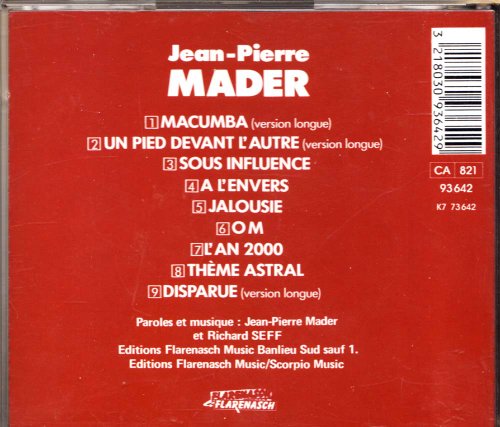 Jean-Pierre
MADER
1 MACUMBA (version longue)
2 UN PIED DEVANT L'AUTRE (version longue)
3 SOUS INFLUENCE
4 A L'ENVERS
5 JALOUSIE
6 O M
7 L'AN 2000
8 THÈME ASTRAL
9 DISPARUE (version longue)
Paroles et musique : Jean-Pierre Mader
et Richard SEFF
Editions Flarenasch Music Banlieu Sud sauf 1.
Editions Flarenasch Music/Scorpio Music
FLARENASCH
FLARENASCH
3 218030 936429
CA 821
93642
K7 73642